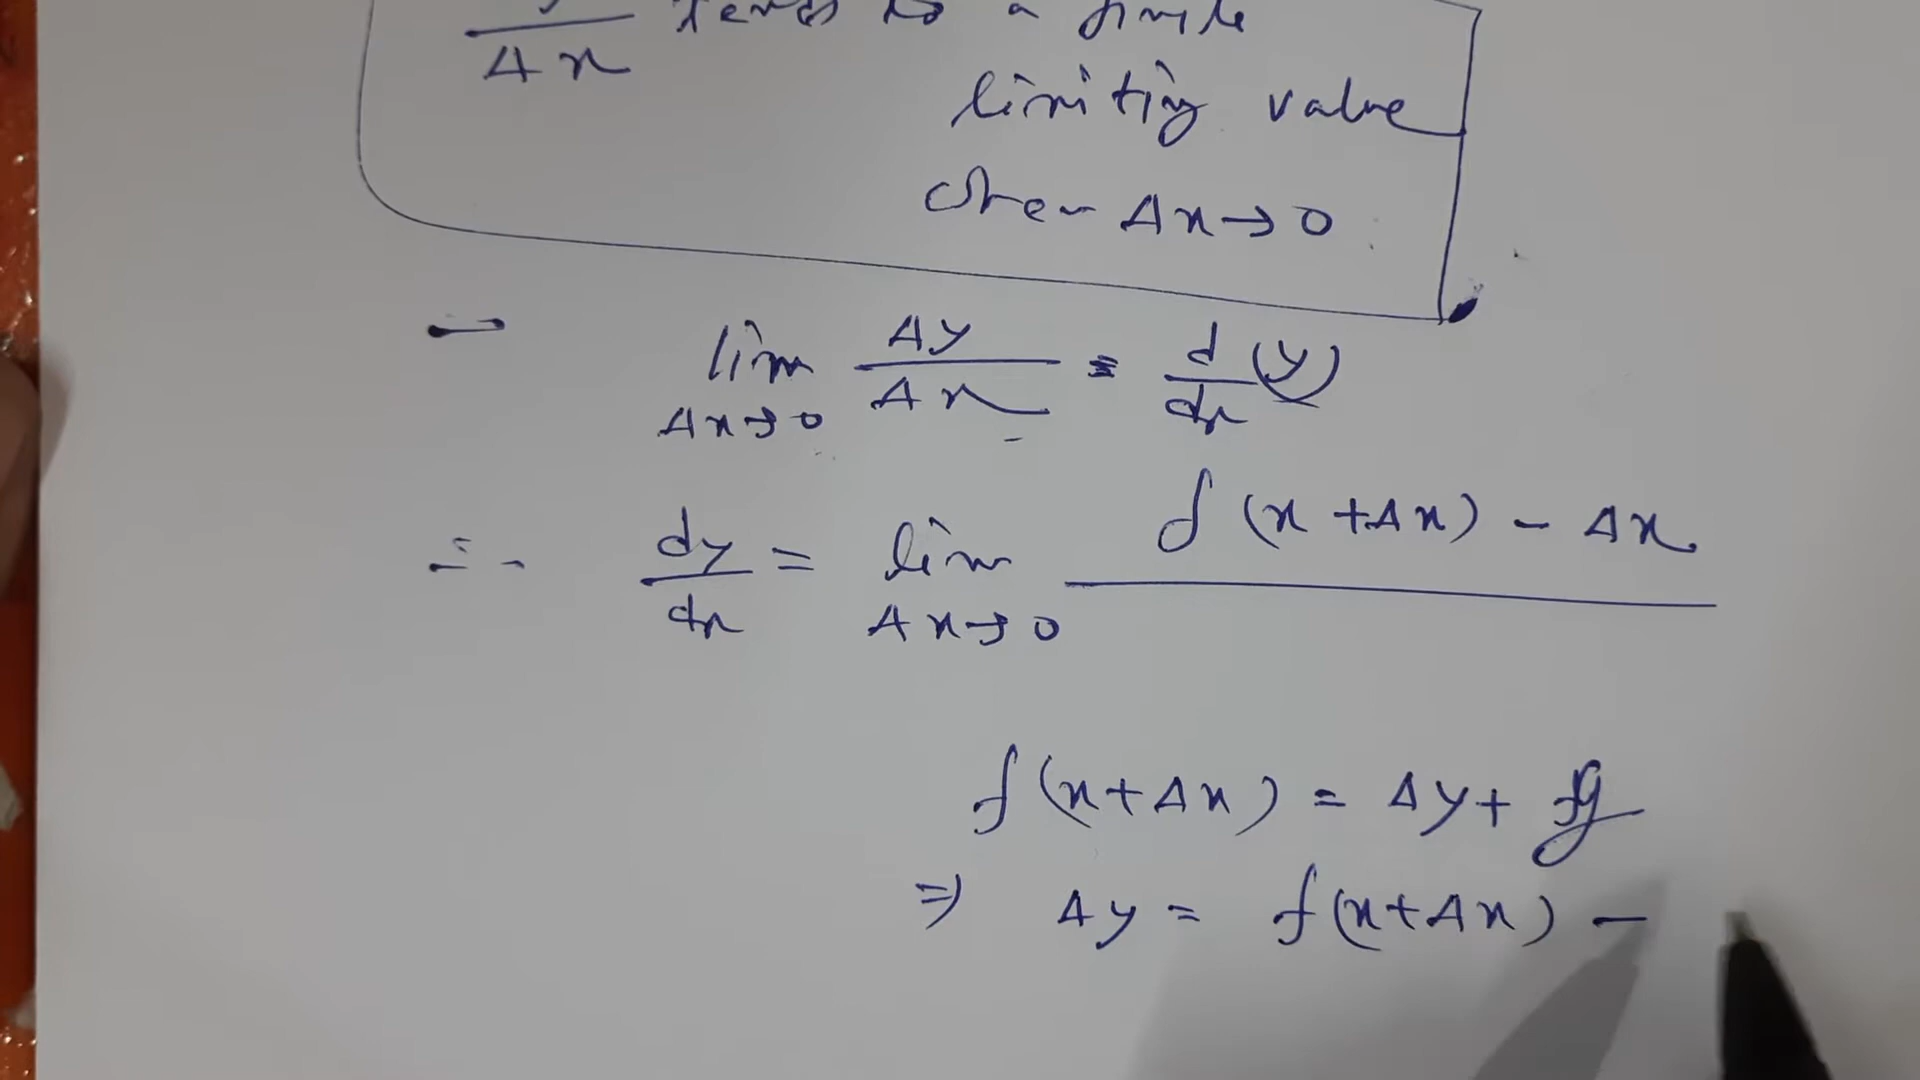 Δx tends to a finite
limiting value
when Δx→0
lim Δx→0 Δy/Δx = d/dx (y)
∴ dy/dx = lim Δx→0 f(x+Δx) - Δx
f(x+Δx) = Δy +
⇒ Δy = f(x+Δx) -